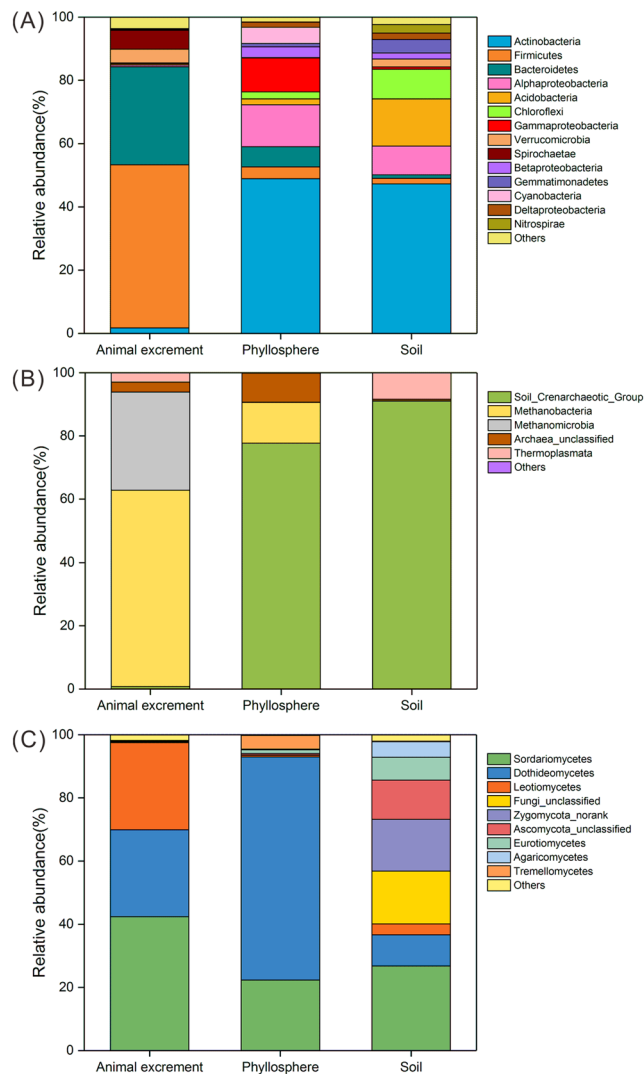 (A)
Relative abundance(%)
100
80
60
40
20
0
Animal excrement Phyllosphere Soil
Actinobacteria
Firmicutes
Bacteroidetes
Alphaproteobacteria
Acidobacteria
Chloroflexi
Gammaproteobacteria
Verrucomicrobia
Spirochaetae
Betaproteobacteria
Gemmatimonadetes
Cyanobacteria
Deltaproteobacteria
Nitrospirae
Others
(B)
Relative abundance(%)
100
80
60
40
20
0
Animal excrement Phyllosphere Soil
Soil_Crenarchaeotic_Group
Methanobacteria
Methanomicrobia
Archaea_unclassified
Thermoplasmata
Others
(C)
Relative abundance(%)
100
80
60
40
20
0
Animal excrement Phyllosphere Soil
Sordariomycetes
Dothideomycetes
Leotiomycetes
Fungi_unclassified
Zygomycota_norank
Ascomycota_unclassified
Eurotiomycetes
Agaricomycetes
Tremellomycetes
Others